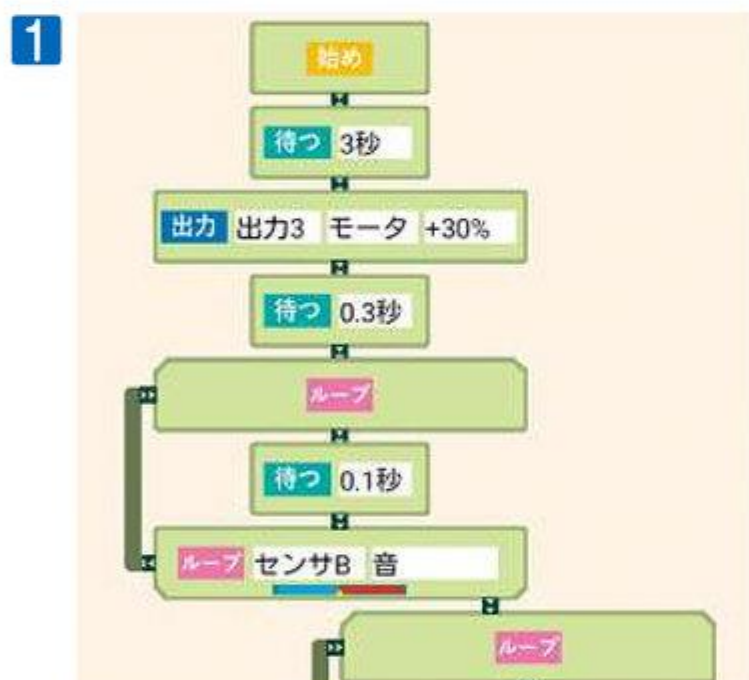 1
始め
待つ 3秒
出力 出力3 モータ +30%
待つ 0.3秒
ループ
待つ 0.1秒
ループ センサB 音
ループ